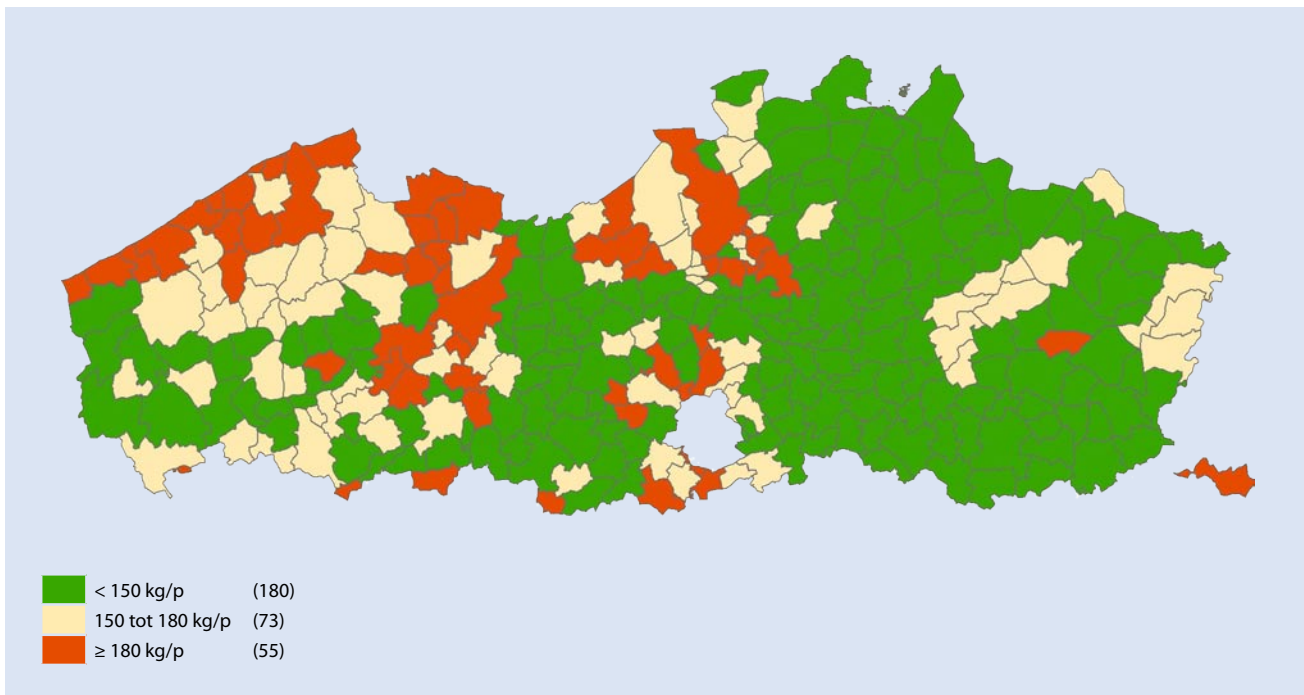 < 150 kg/p (180)
150 tot 180 kg/p (73)
≥ 180 kg/p (55)